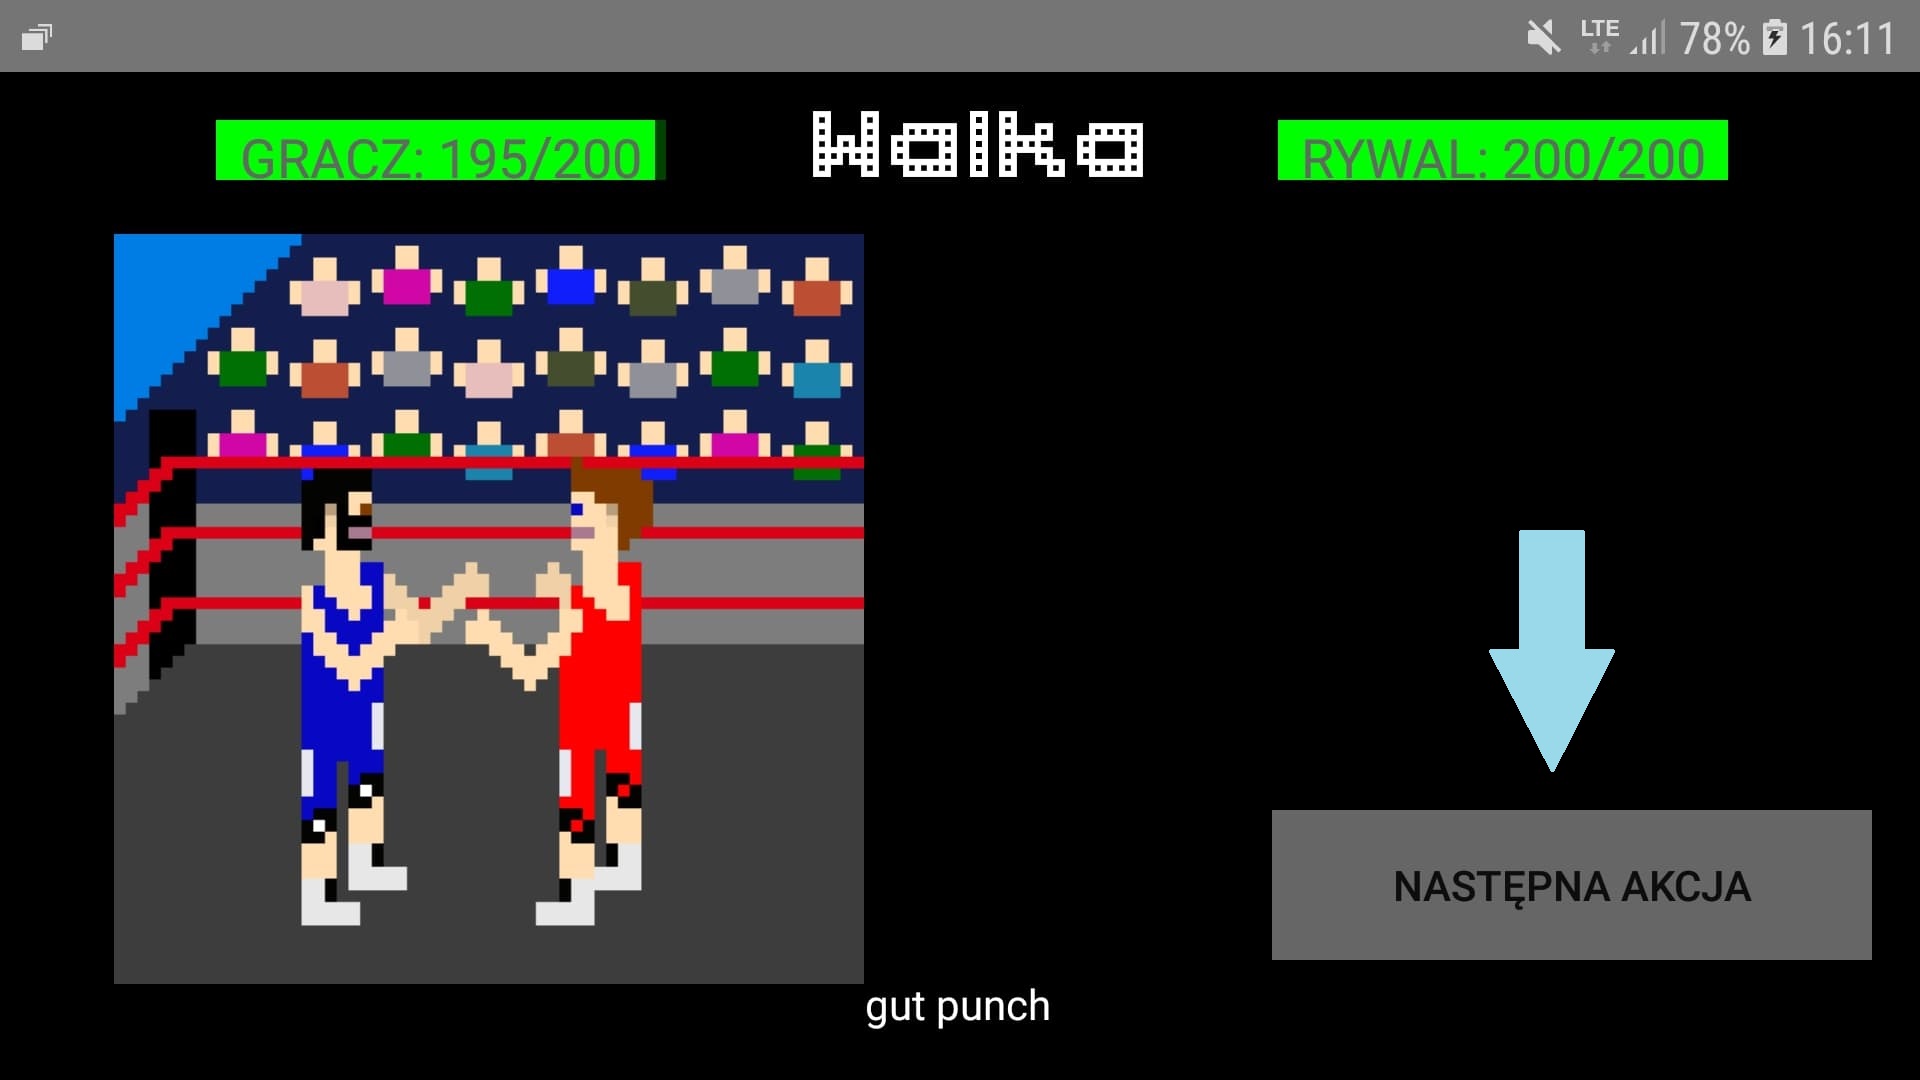 LTE 78% 16:11
GRACZ: 195/200 Walka RYWAL: 200/200
NASTĘPNA AKCJA
gut punch